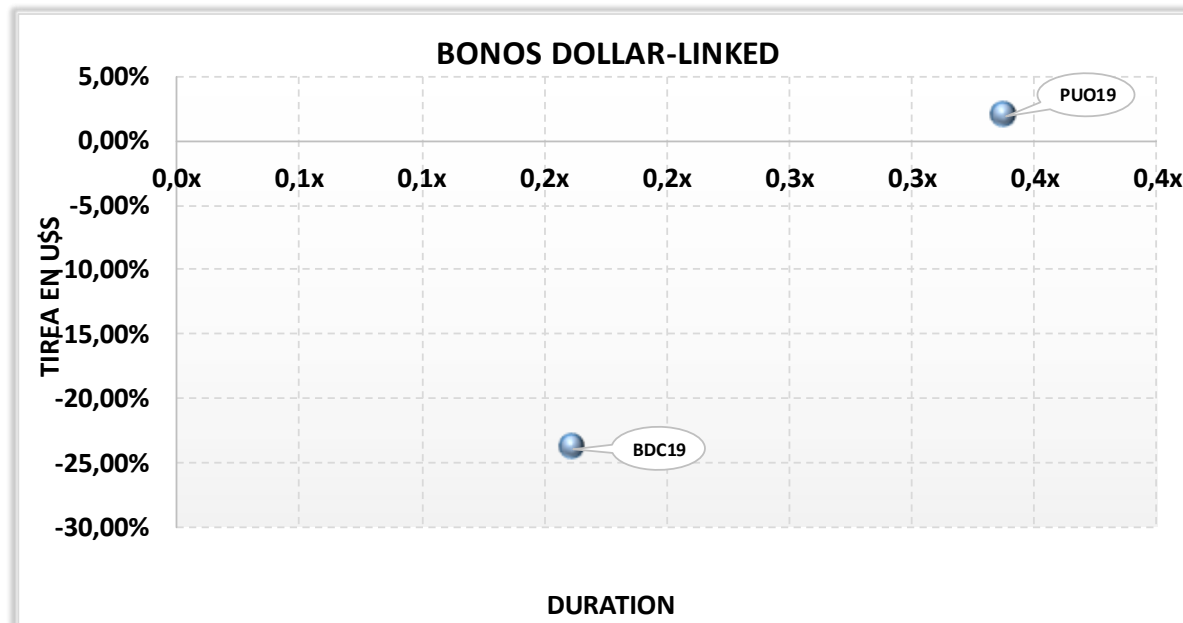 BONOS DOLLAR-LINKED
5,00%
PUO19
0,00%
0,0x 0,1x 0,1x 0,2x 0,2x 0,3x 0,3x 0,4x 0,4x
-5,00%
-10,00%
-15,00%
-20,00%
-25,00%
BDC19
-30,00%
TIREA EN U$S
DURATION